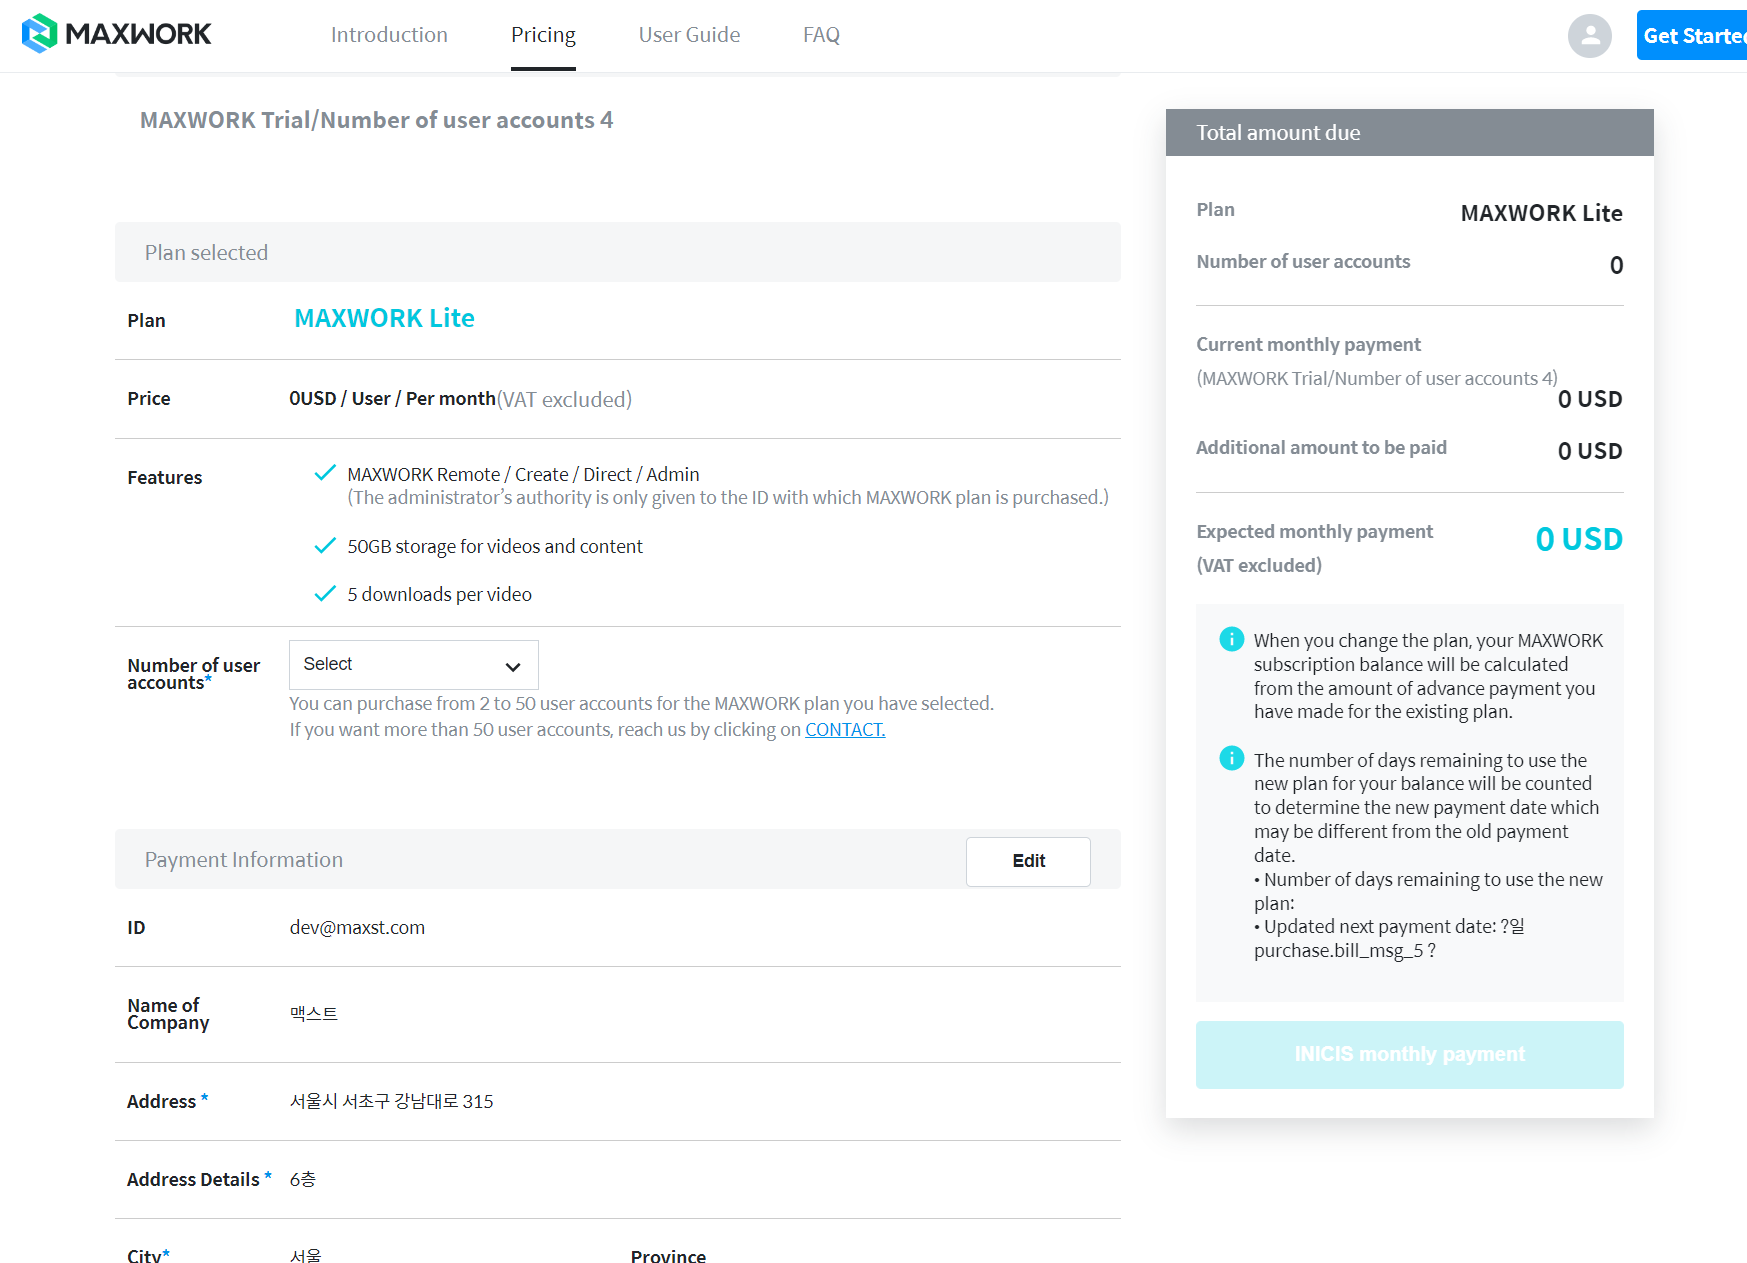 MAXWORK
Introduction
Pricing
User Guide
FAQ
Get Starte
MAXWORK Trial/Number of user accounts 4
Plan selected
Plan
MAXWORK Lite
Price
0USD / User / Per month(VAT excluded)
Features
MAXWORK Remote / Create / Direct / Admin
(The administrator’s authority is only given to the ID with which MAXWORK plan is purchased.)
50GB storage for videos and content
5 downloads per video
Number of user
accounts*
Select
You can purchase from 2 to 50 user accounts for the MAXWORK plan you have selected.
If you want more than 50 user accounts, reach us by clicking on CONTACT.
Payment Information
Edit
ID
dev@maxst.com
Name of
Company
맥스트
Address *
서울시 서초구 강남대로 315
Address Details *
6층
City*
서울
Province
Total amount due
Plan
MAXWORK Lite
Number of user accounts
0
Current monthly payment
(MAXWORK Trial/Number of user accounts 4)
0 USD
Additional amount to be paid
0 USD
Expected monthly payment
(VAT excluded)
0 USD
When you change the plan, your MAXWORK
subscription balance will be calculated
from the amount of advance payment you
have made for the existing plan.
The number of days remaining to use the
new plan for your balance will be counted
to determine the new payment date which
may be different from the old payment
date.
• Number of days remaining to use the new
plan:
• Updated next payment date: ?일
purchase.bill_msg_5 ?
INICIS monthly payment